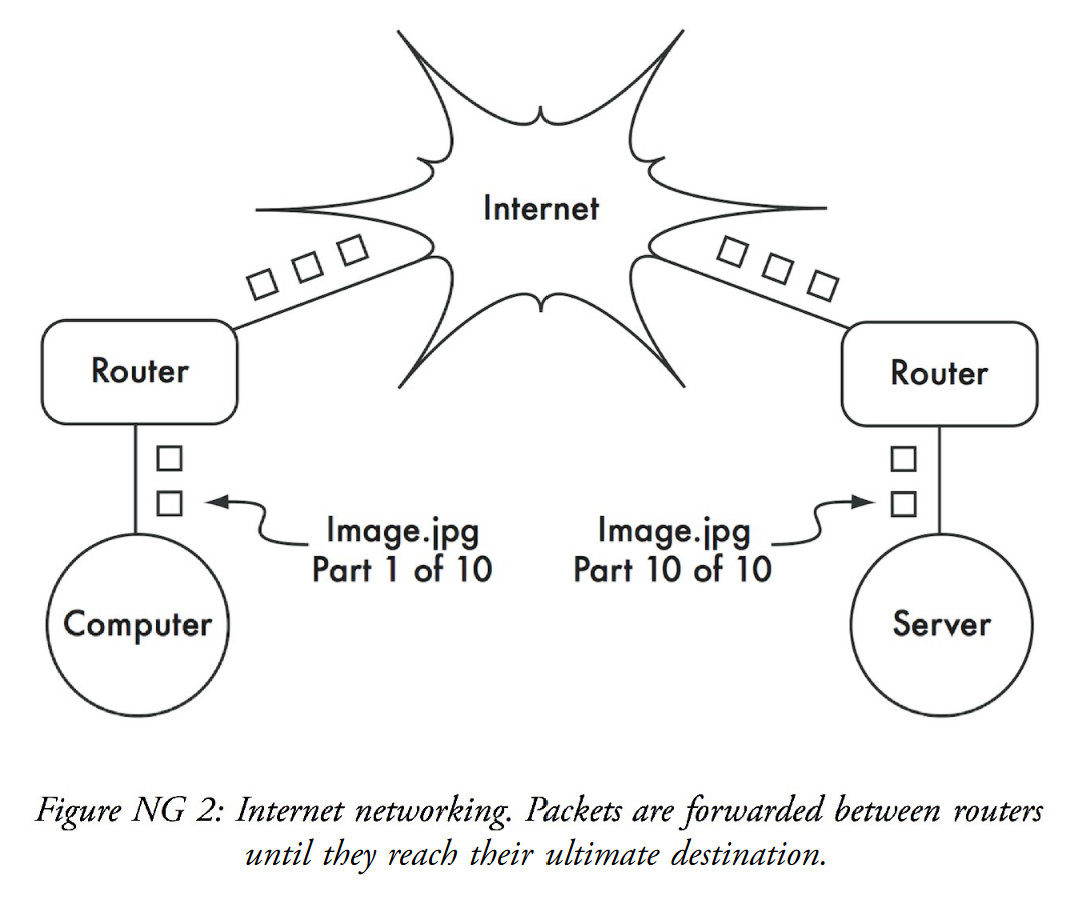 Internet
Router
Router
Image.jpg
Part 1 of 10
Image.jpg
Part 10 of 10
Computer
Server
Figure NG 2: Internet networking. Packets are forwarded between routers
until they reach their ultimate destination.